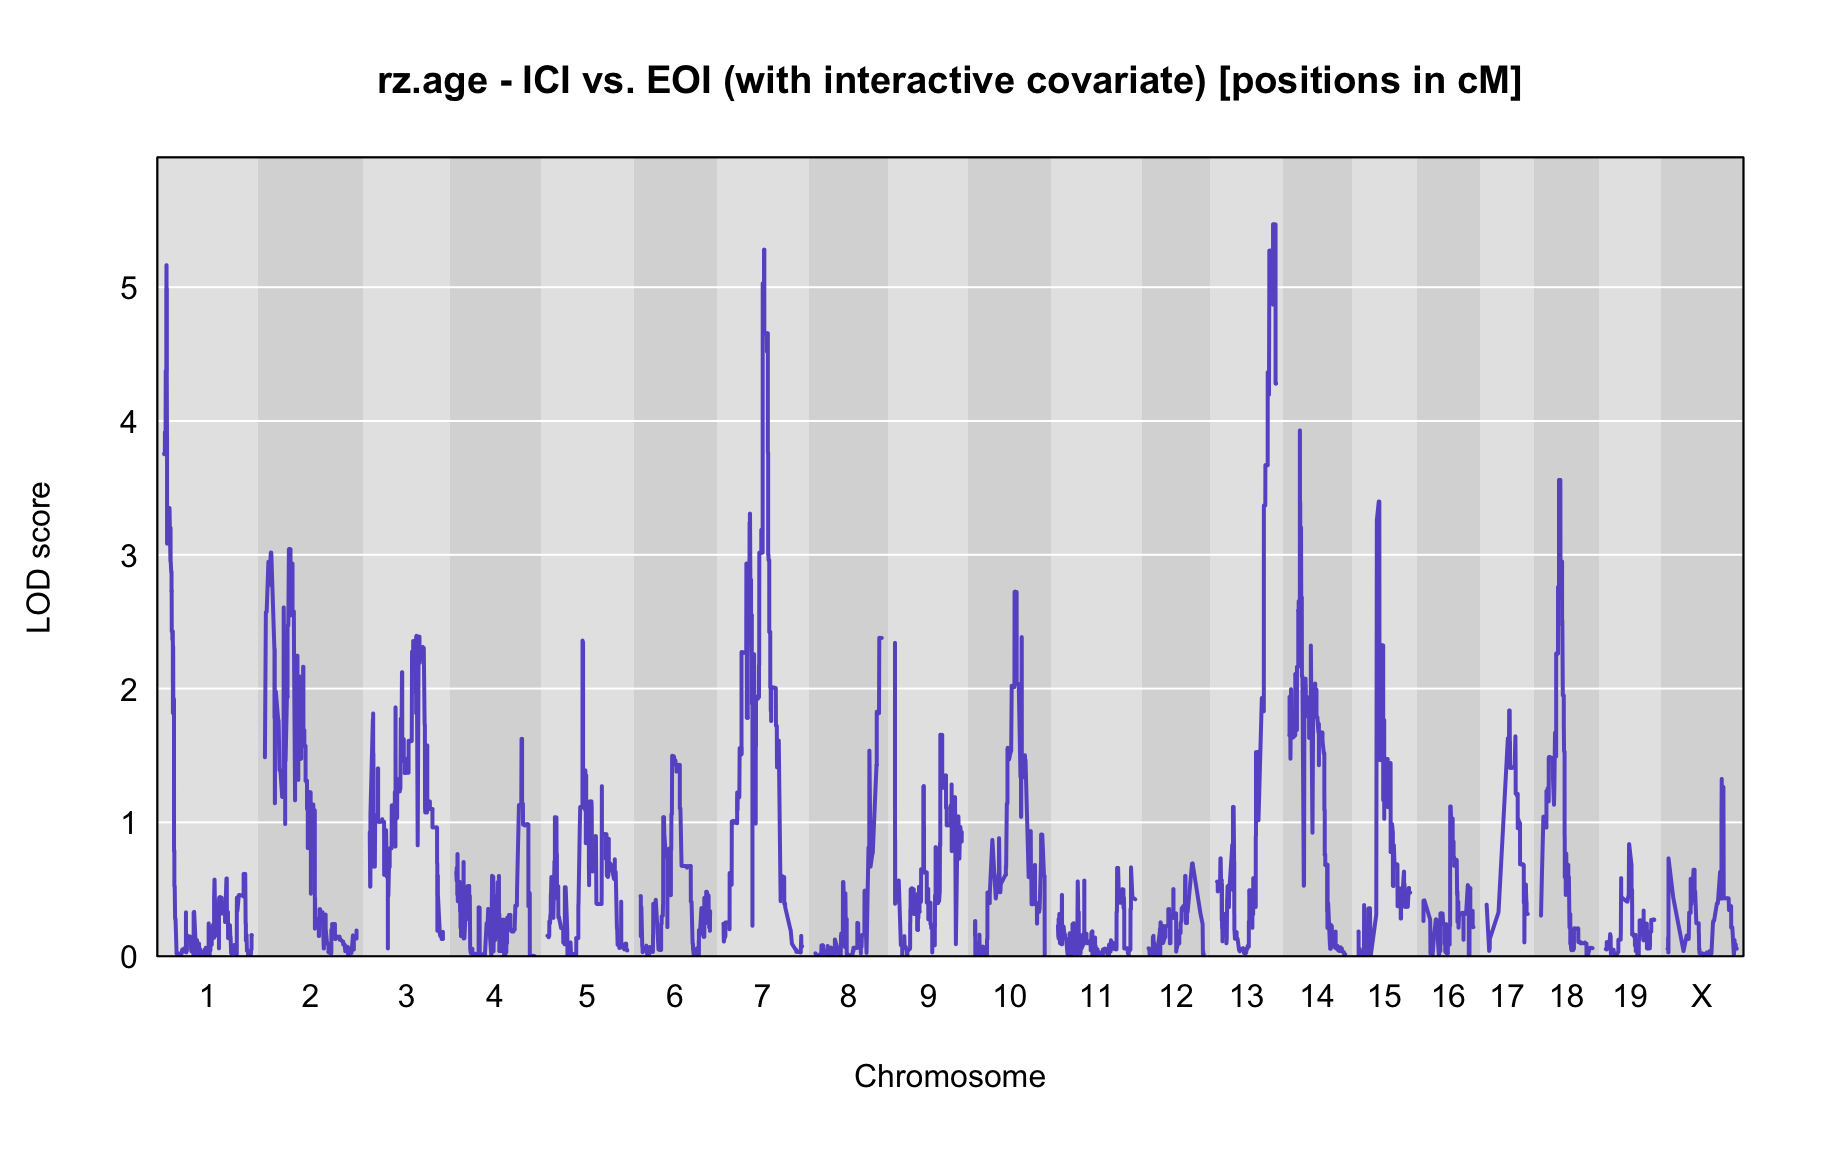 rz.age - ICI vs. EOI (with interactive covariate) [positions in cM]
LOD score
5
4
3
2
1
0
1 2 3 4 5 6 7 8 9 10 11 12 13 14 15 16 17 18 19 X
Chromosome